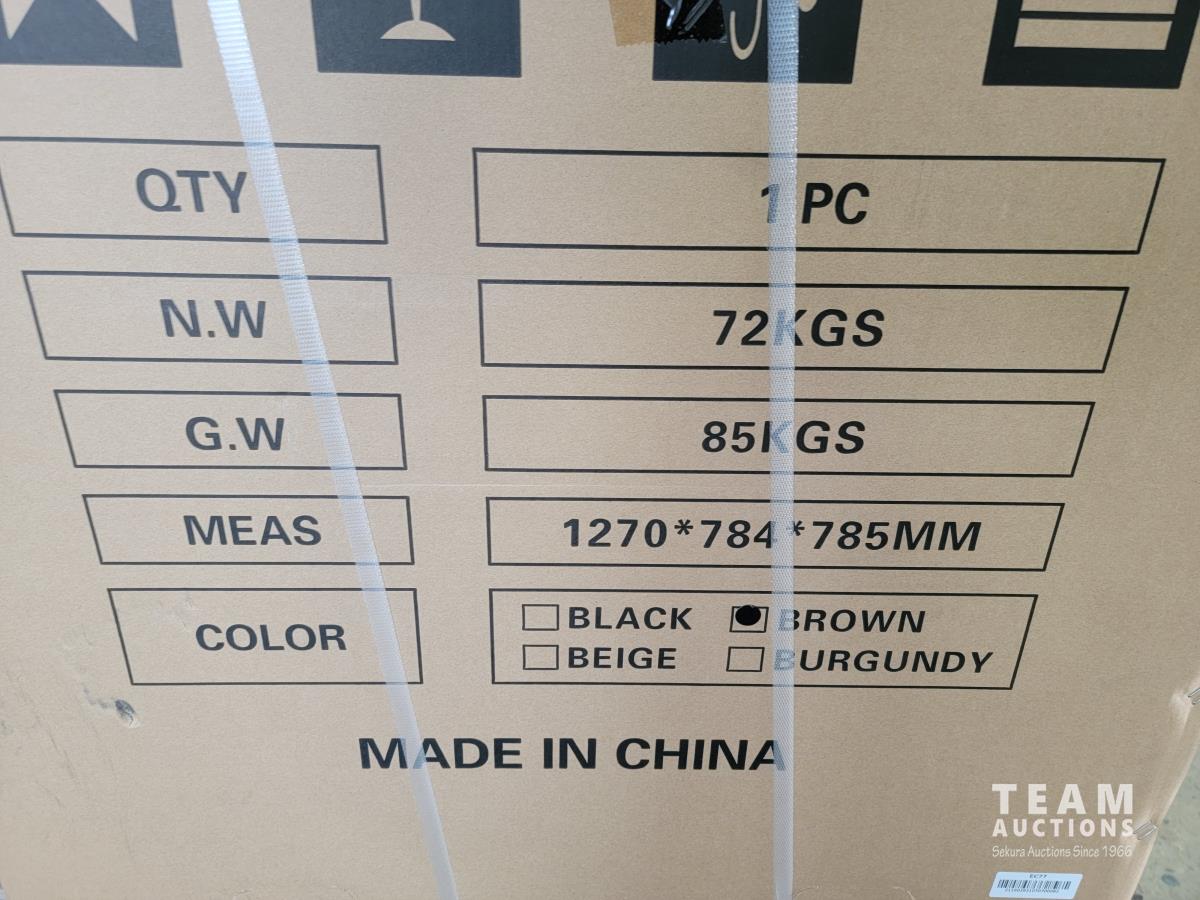 QTY 1 PC
N.W 72KGS
G.W 85KGS
MEAS 1270*784*785MM
COLOR BLACK BROWN
BEIGE BURGUNDY
MADE IN CHINA
TEAM
AUCTIONS
Sekura Auctions Since 1966
EC77